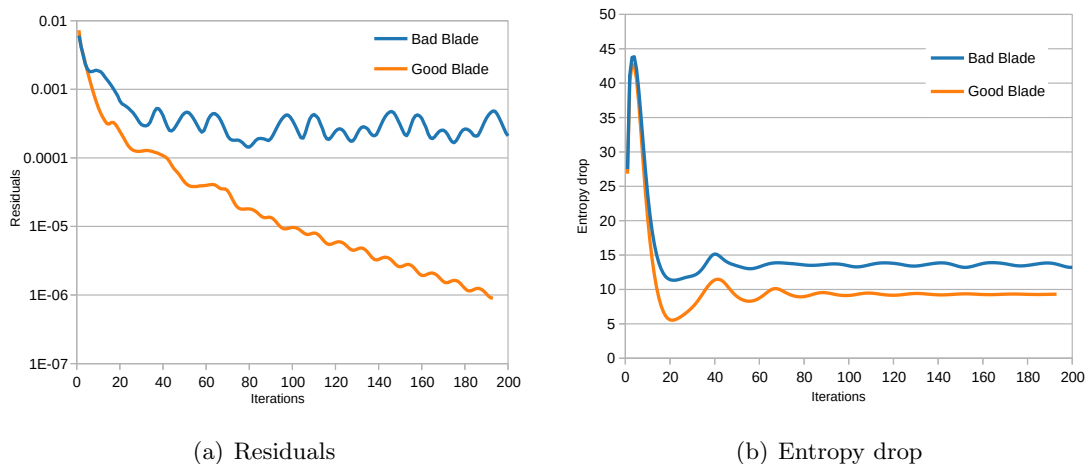 0.01
0.001
0.0001
1E-05
1E-06
1E-07
Residuals
Bad Blade
Good Blade
0 20 40 60 80 100 120 140 160 180 200
Iterations
(a) Residuals
50
45
40
35
30
25
20
15
10
5
0
Entropy drop
Bad Blade
Good Blade
0 20 40 60 80 100 120 140 160 180 200
Iterations
(b) Entropy drop